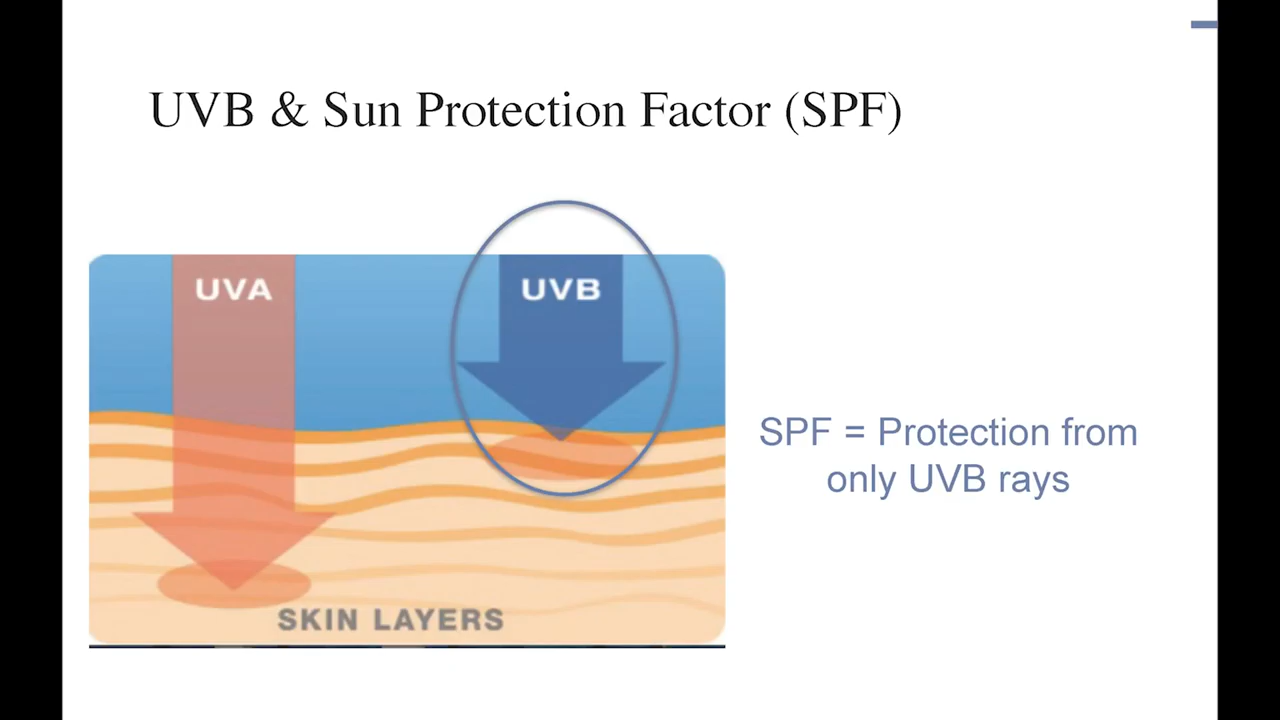 UVB & Sun Protection Factor (SPF)
UVA
UVB
SPF = Protection from
only UVB rays
SKIN LAYERS